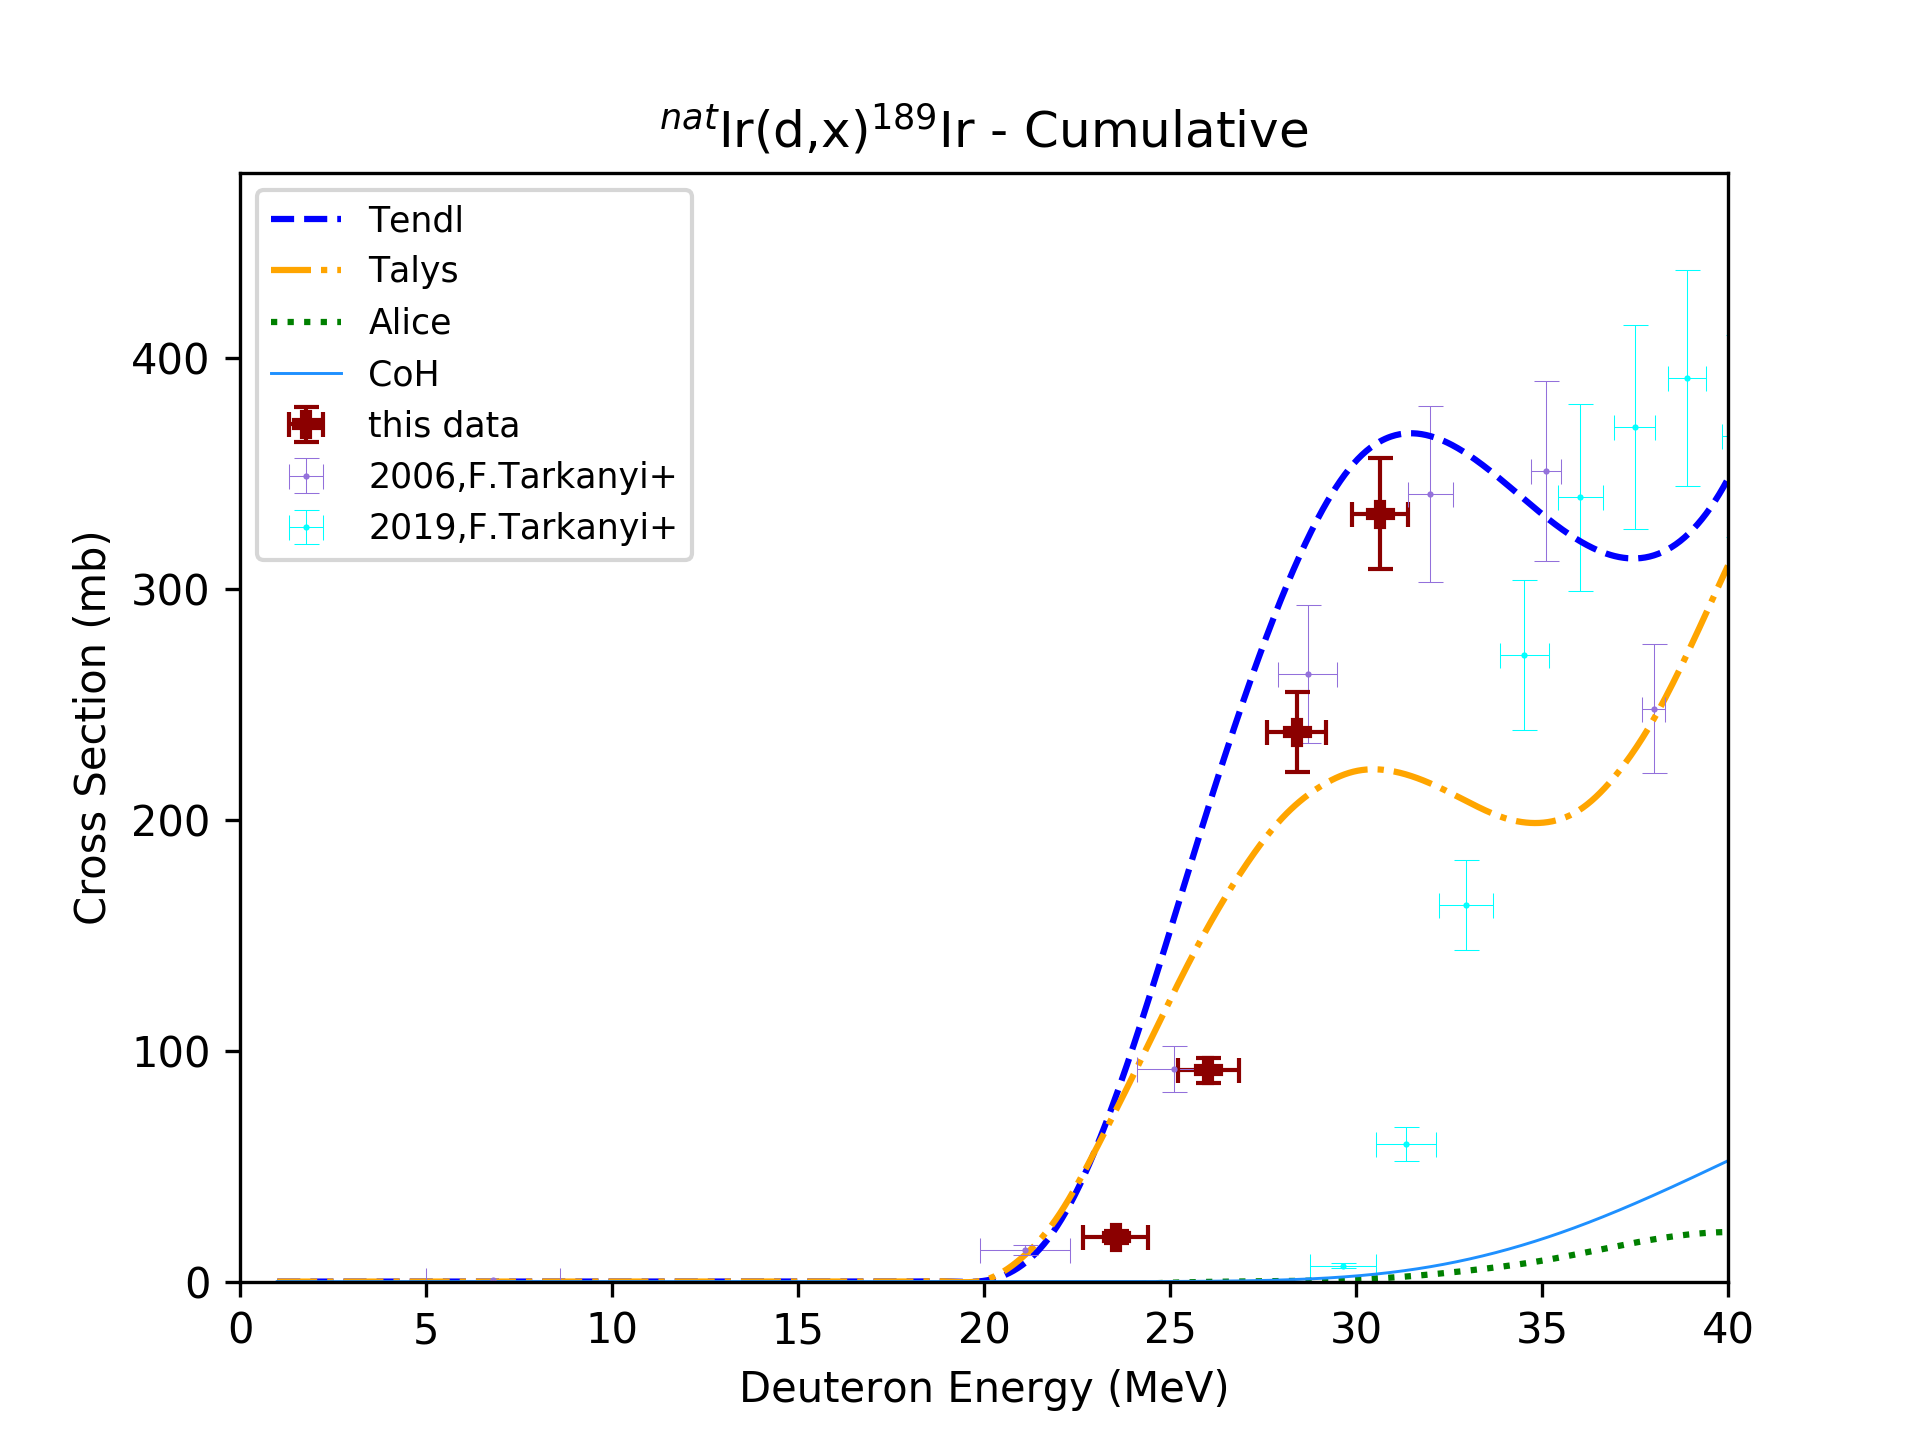 natIr(d,x)189Ir - Cumulative
Tendl
Talys
Alice
CoH
this data
2006,F.Tarkanyi+
2019,F.Tarkanyi+
Cross Section (mb)
400
300
200
100
0
0 5 10 15 20 25 30 35 40
Deuteron Energy (MeV)